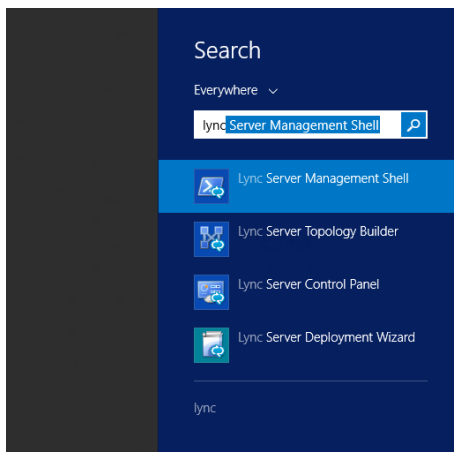 Search
Everywhere
lync Server Management Shell
Lync Server Management Shell
Lync Server Topology Builder
Lync Server Control Panel
Lync Server Deployment Wizard
lync